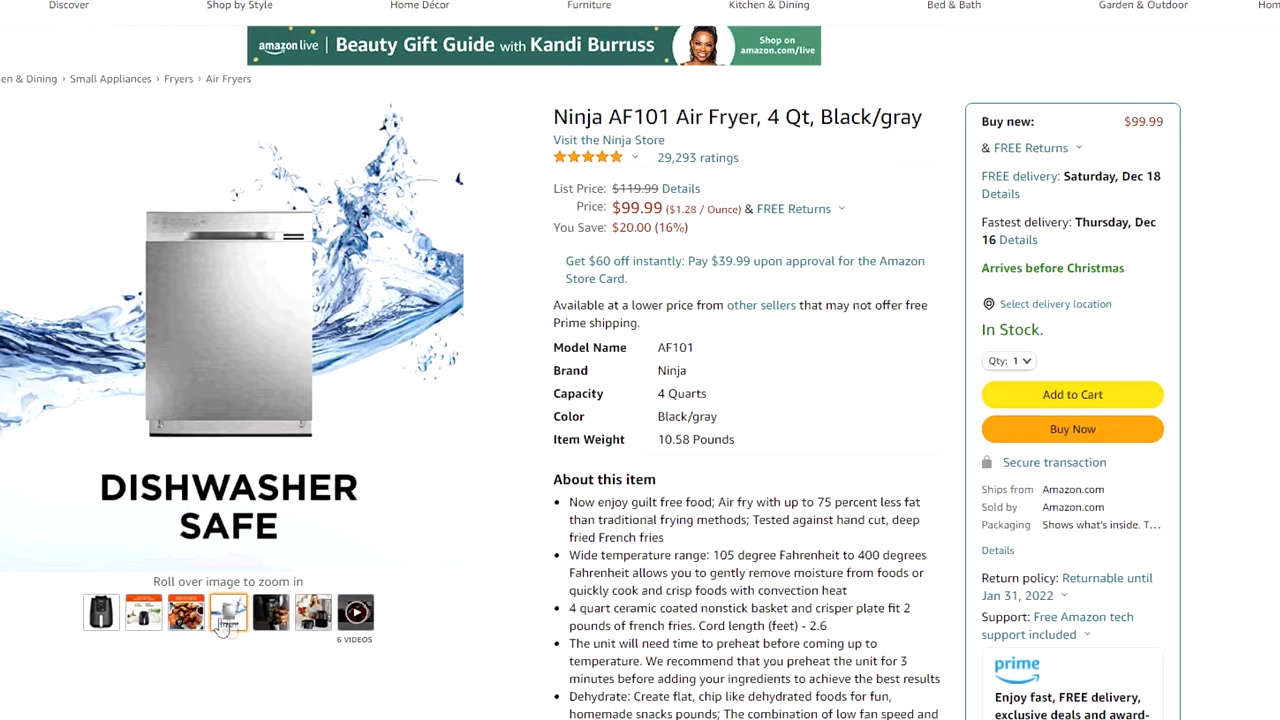 Discover
Shop by Style
Home Décor
Furniture
Kitchen & Dining
Bed & Bath
Garden & Outdoor
amazon live | Beauty Gift Guide with Kandi Burruss
Shop on
amazon.com/live
& Dining › Small Appliances › Fryers › Air Fryers
DISHWASHER
SAFE
Roll over image to zoom in
6 VIDEOS
Ninja AF101 Air Fryer, 4 Qt, Black/gray
Visit the Ninja Store
29,293 ratings
List Price: $119.99 Details
Price: $99.99 ($1.28 / Ounce) & FREE Returns
You Save: $20.00 (16%)
Get $60 off instantly: Pay $39.99 upon approval for the Amazon
Store Card.
Available at a lower price from other sellers that may not offer free
Prime shipping.
Model Name AF101
Brand Ninja
Capacity 4 Quarts
Color Black/gray
Item Weight 10.58 Pounds
About this item
• Now enjoy guilt free food; Air fry with up to 75 percent less fat
than traditional frying methods; Tested against hand cut, deep
fried French fries
• Wide temperature range: 105 degree Fahrenheit to 400 degrees
Fahrenheit allows you to gently remove moisture from foods or
quickly cook and crisp foods with convection heat
• 4 quart ceramic coated nonstick basket and crisper plate fit 2
pounds of french fries. Cord length (feet) - 2.6
• The unit will need time to preheat before coming up to
temperature. We recommend that you preheat the unit for 3
minutes before adding your ingredients to achieve the best results
• Dehydrate: Create flat, chip like dehydrated foods for fun,
homemade snacks pounds; The combination of low fan speed and
Buy new: $99.99
& FREE Returns
FREE delivery: Saturday, Dec 18
Details
Fastest delivery: Thursday, Dec
16 Details
Arrives before Christmas
Select delivery location
In Stock.
Qty: 1
Add to Cart
Buy Now
Secure transaction
Ships from Amazon.com
Sold by Amazon.com
Packaging Shows what's inside. T…
Details
Return policy: Returnable until
Jan 31, 2022
Support: Free Amazon tech
support included
prime
Enjoy fast, FREE delivery,
exclusive deals and award-